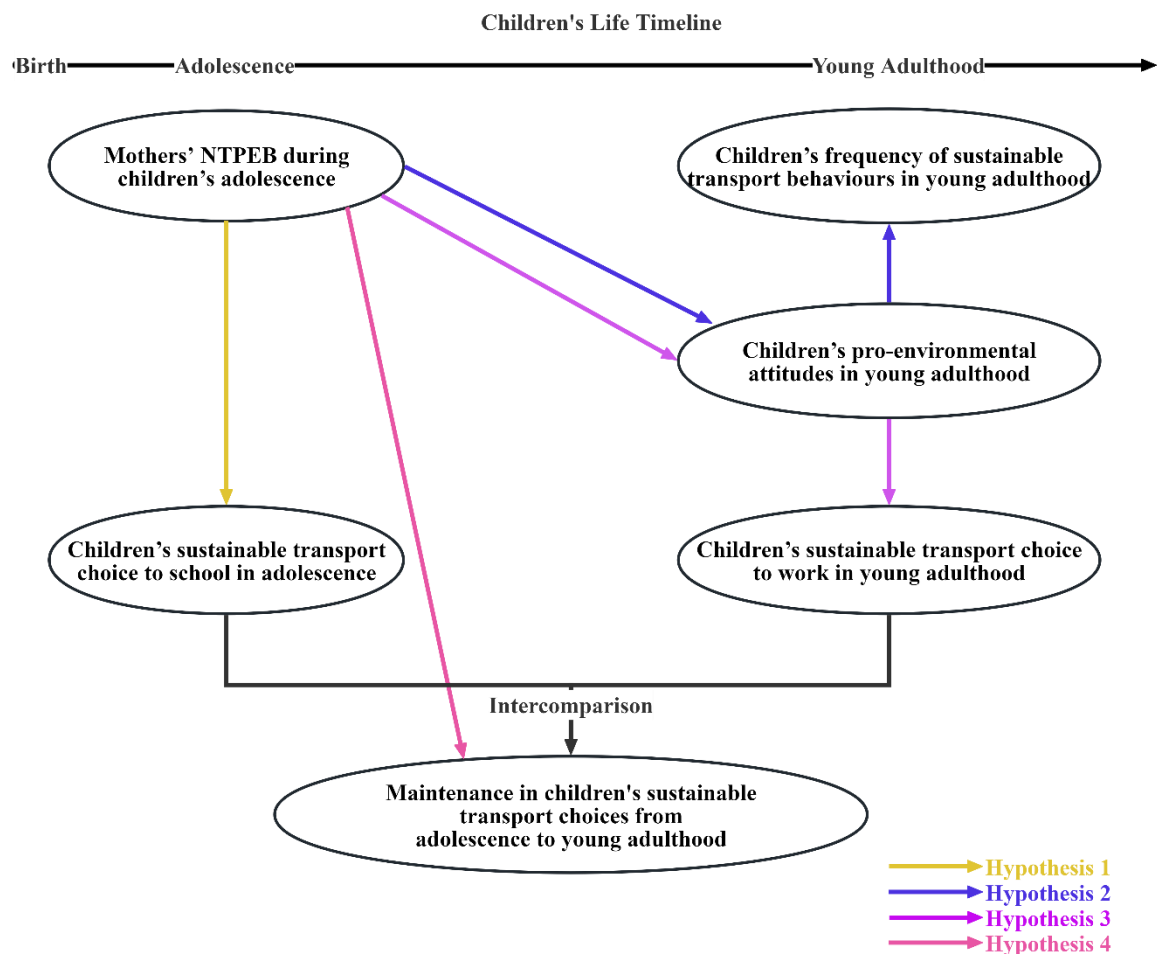 Children's Life Timeline
Birth Adolescence Young Adulthood
Mothers’ NTPEB during
children’s adolescence
Children’s frequency of sustainable
transport behaviours in young adulthood
Children’s pro-environmental
attitudes in young adulthood
Children’s sustainable transport
choice to school in adolescence
Children’s sustainable transport choice
to work in young adulthood
Intercomparison
Maintenance in children's sustainable
transport choices from
adolescence to young adulthood
Hypothesis 1
Hypothesis 2
Hypothesis 3
Hypothesis 4